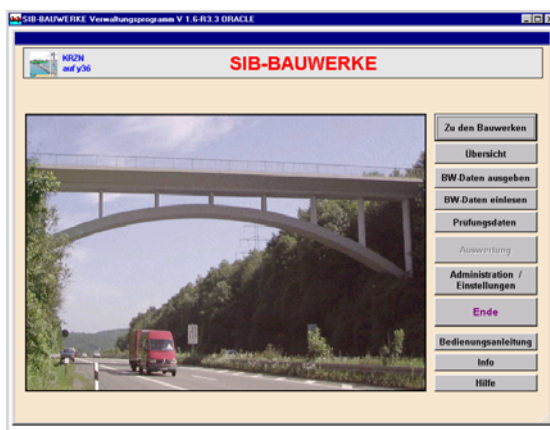 SIB-BAUWERKE Verwaltungsprogramm V 1.6-R3.3 ORACLE
KRZN
auf y36
SIB-BAUWERKE
Zu den Bauwerken
Übersicht
BW-Daten ausgeben
BW-Daten einlesen
Prüfungsdaten
Auswertung
Administration /
Einstellungen
Ende
Bedienungsanleitung
Info
Hilfe